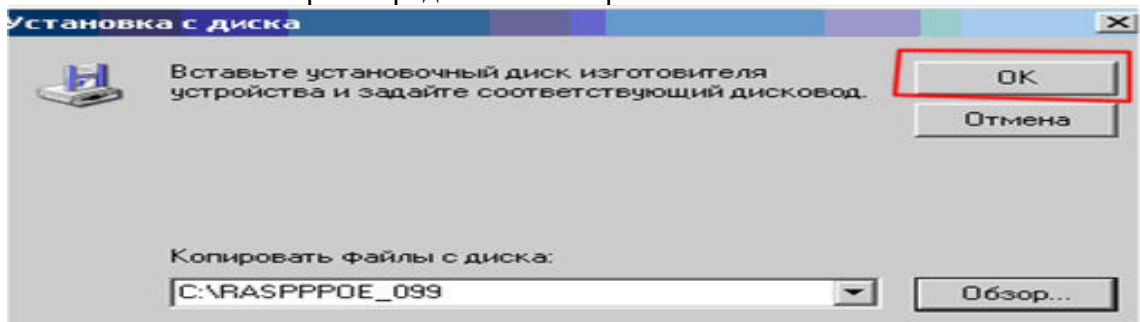 Установка с диска
Вставьте установочный диск изготовителя
устройства и задайте соответствующий дисковод.
OK
Отмена
Копировать файлы с диска:
C:\RASPPPOE_099
Обзор...